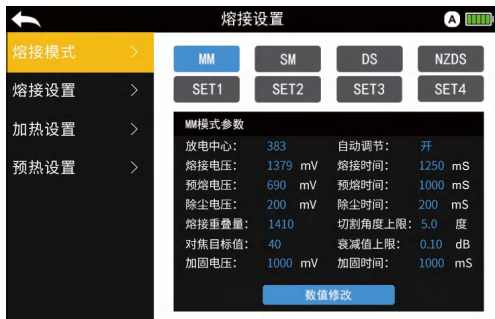 熔接设置
A
熔接模式
熔接设置
加热设置
预热设置
MM SM DS NZDS
SET1 SET2 SET3 SET4
MM模式参数
放电中心: 383 自动调节: 开
熔接电压: 1379 mV 熔接时间: 1250 mS
预熔电压: 690 mV 预熔时间: 1000 mS
除尘电压: 200 mV 除尘时间: 200 mS
熔接重叠量: 1410 切割角度上限: 5.0 度
对焦目标值: 40 衰减值上限: 0.10 dB
加固电压: 1000 mV 加固时间: 1000 mS
数值修改